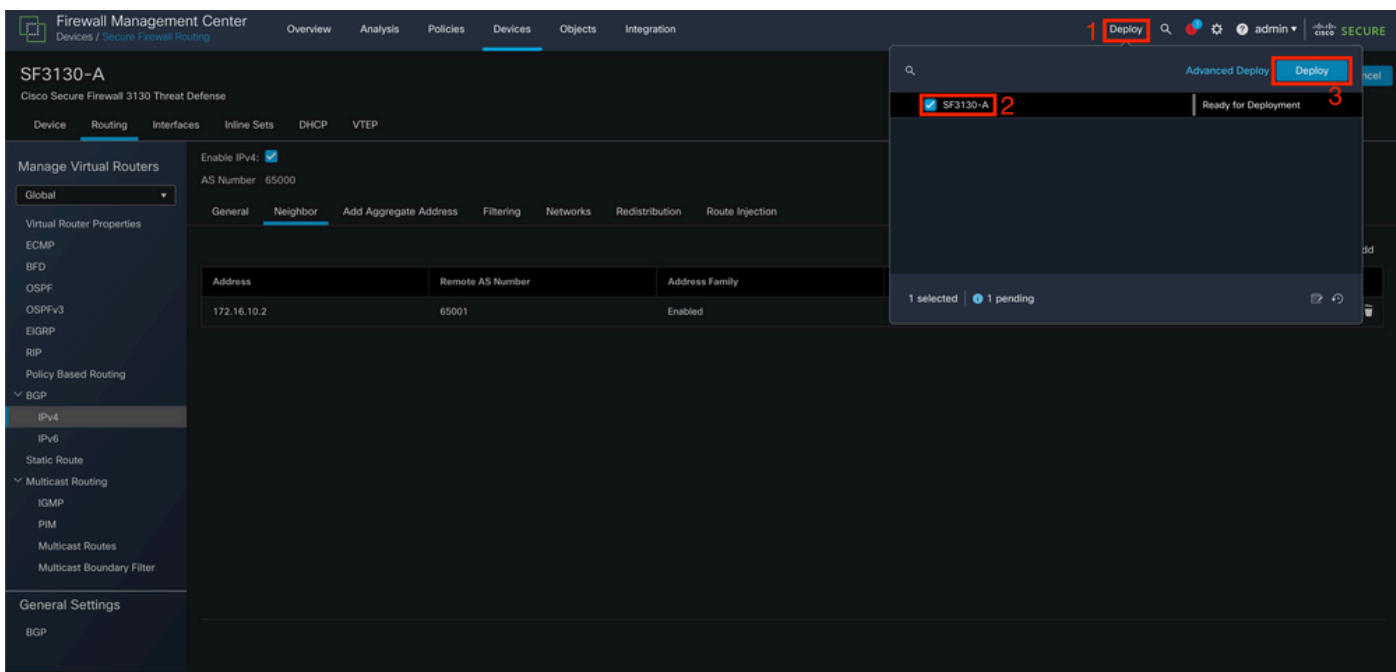 Firewall Management Center
Devices / Secure Firewall Routing
Overview Analysis Policies Devices Objects Integration
1 Deploy 1 admin cisco SECURE
SF3130-A
Cisco Secure Firewall 3130 Threat Defense
Device Routing Interfaces Inline Sets DHCP VTEP
Advanced Deploy Deploy ncel
3
SF3130-A 2 Ready for Deployment
1 selected 1 pending
Manage Virtual Routers
Global
Virtual Router Properties
ECMP
BFD
OSPF
OSPFv3
EIGRP
RIP
Policy Based Routing
BGP
IPv4
IPv6
Static Route
Multicast Routing
IGMP
PIM
Multicast Routes
Multicast Boundary Filter
General Settings
BGP
Enable IPv4:
AS Number 65000
General Neighbor Add Aggregate Address Filtering Networks Redistribution Route Injection
dd
Address Remote AS Number Address Family
172.16.10.2 65001 Enabled